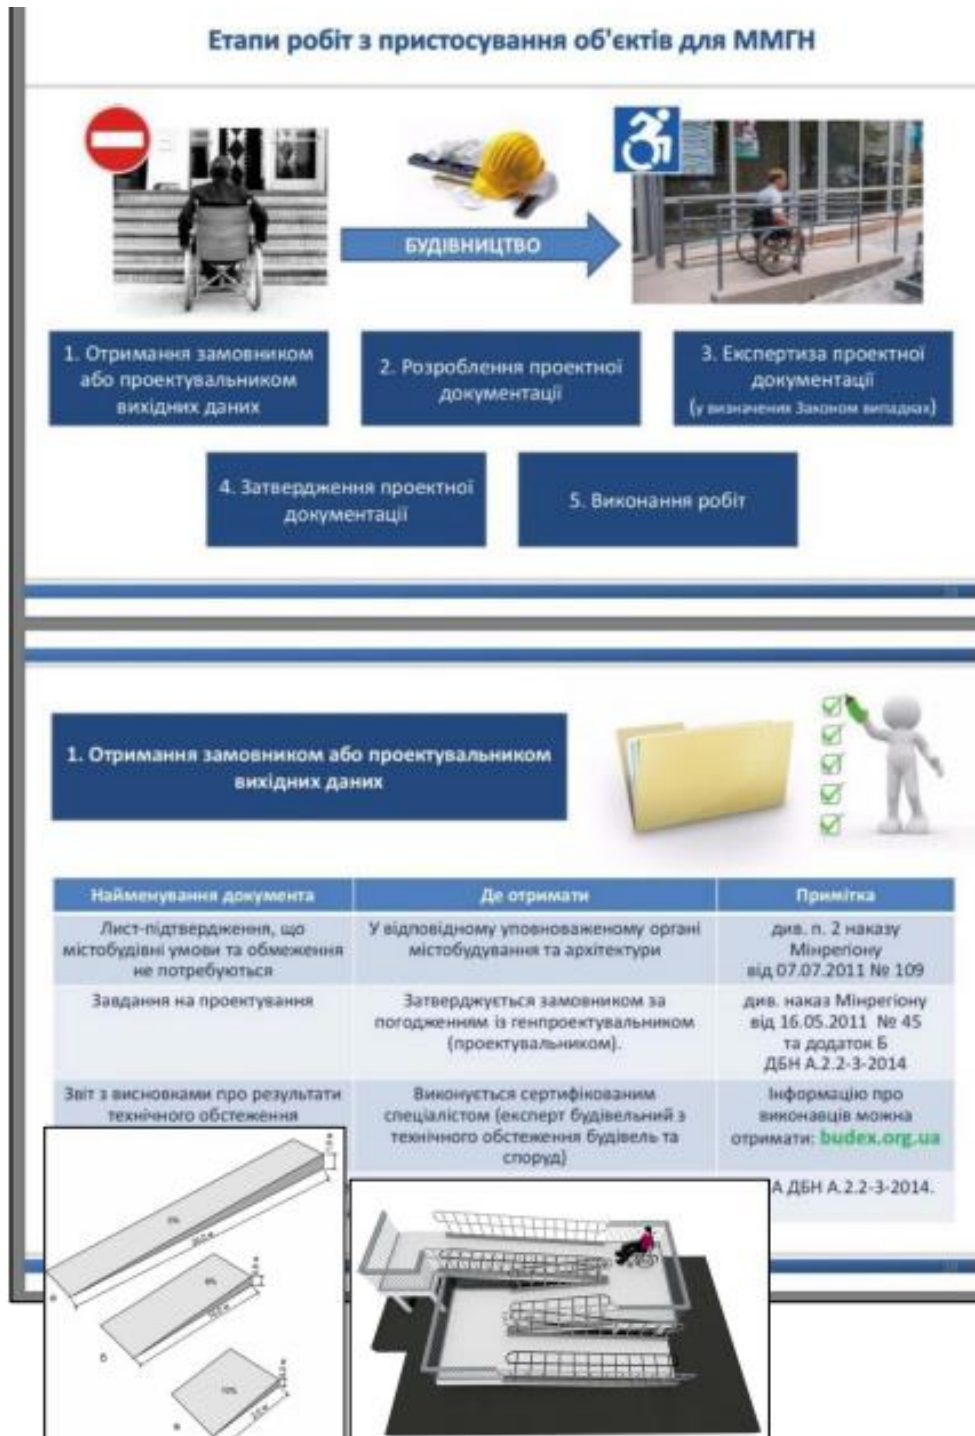 Етапи робіт з пристосування об'єктів для ММГН
БУДІВНИЦТВО
1. Отримання замовником
або проектувальником
вихідних даних
2. Розроблення проектної
документації
3. Експертиза проектної
документації
(у визначених Законом випадках)
4. Затвердження проектної
документації
5. Виконання робіт
1. Отримання замовником або проектувальником
вихідних даних
Найменування документа
Де отримати
Примітка
Лист-підтвердження, що
містобудівні умови та обмеження
не потребуються
У відповідному уповноваженому органі
містобудування та архітектури
див. п. 2 наказу
Мінрегіону
від 07.07.2011 № 109
Завдання на проектування
Затверджується замовником за
погодженням із генпроектувальником
(проектувальником).
див. наказ Мінрегіону
від 16.05.2011 № 45
та додаток Б
ДБН А.2.2-3-2014
Звіт з висновками про результати
технічного обстеження
Виконується сертифікованим
спеціалістом (експерт будівельний з
технічного обстеження будівель та
споруд)
Інформацію про
виконавців можна
отримати: budex.org.ua
А ДБН А.2.2-3-2014.
а
б
в